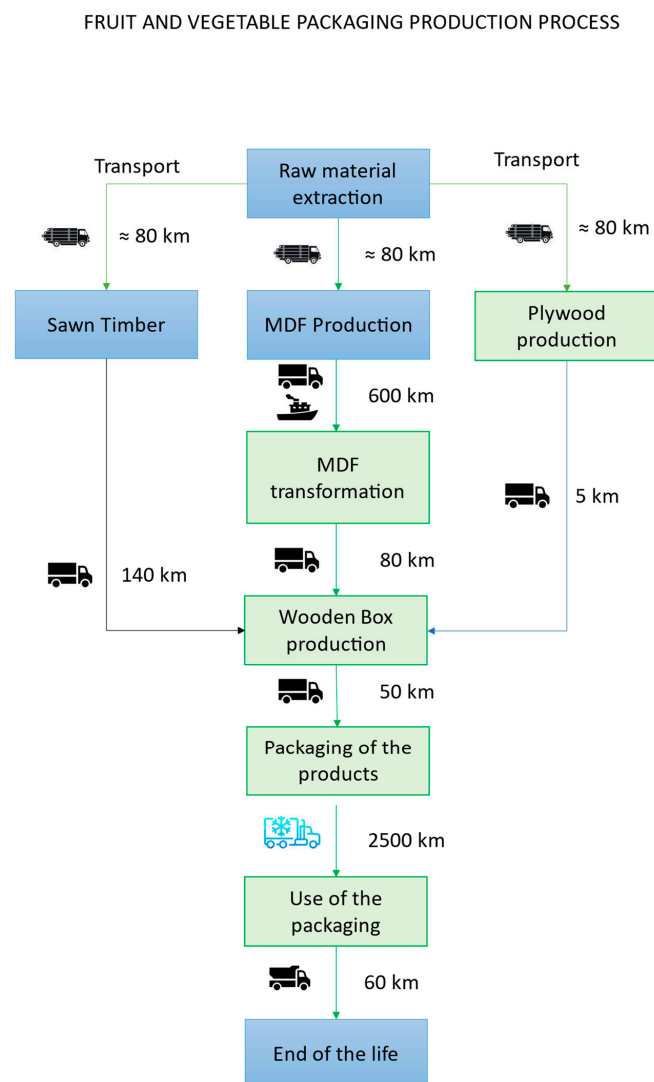 FRUIT AND VEGETABLE PACKAGING PRODUCTION PROCESS
Transport
Raw material
extraction
Transport
≈ 80 km
≈ 80 km
≈ 80 km
Sawn Timber
MDF Production
Plywood
production
600 km
MDF
transformation
5 km
140 km
80 km
Wooden Box
production
50 km
Packaging of the
products
2500 km
Use of the
packaging
60 km
End of the life